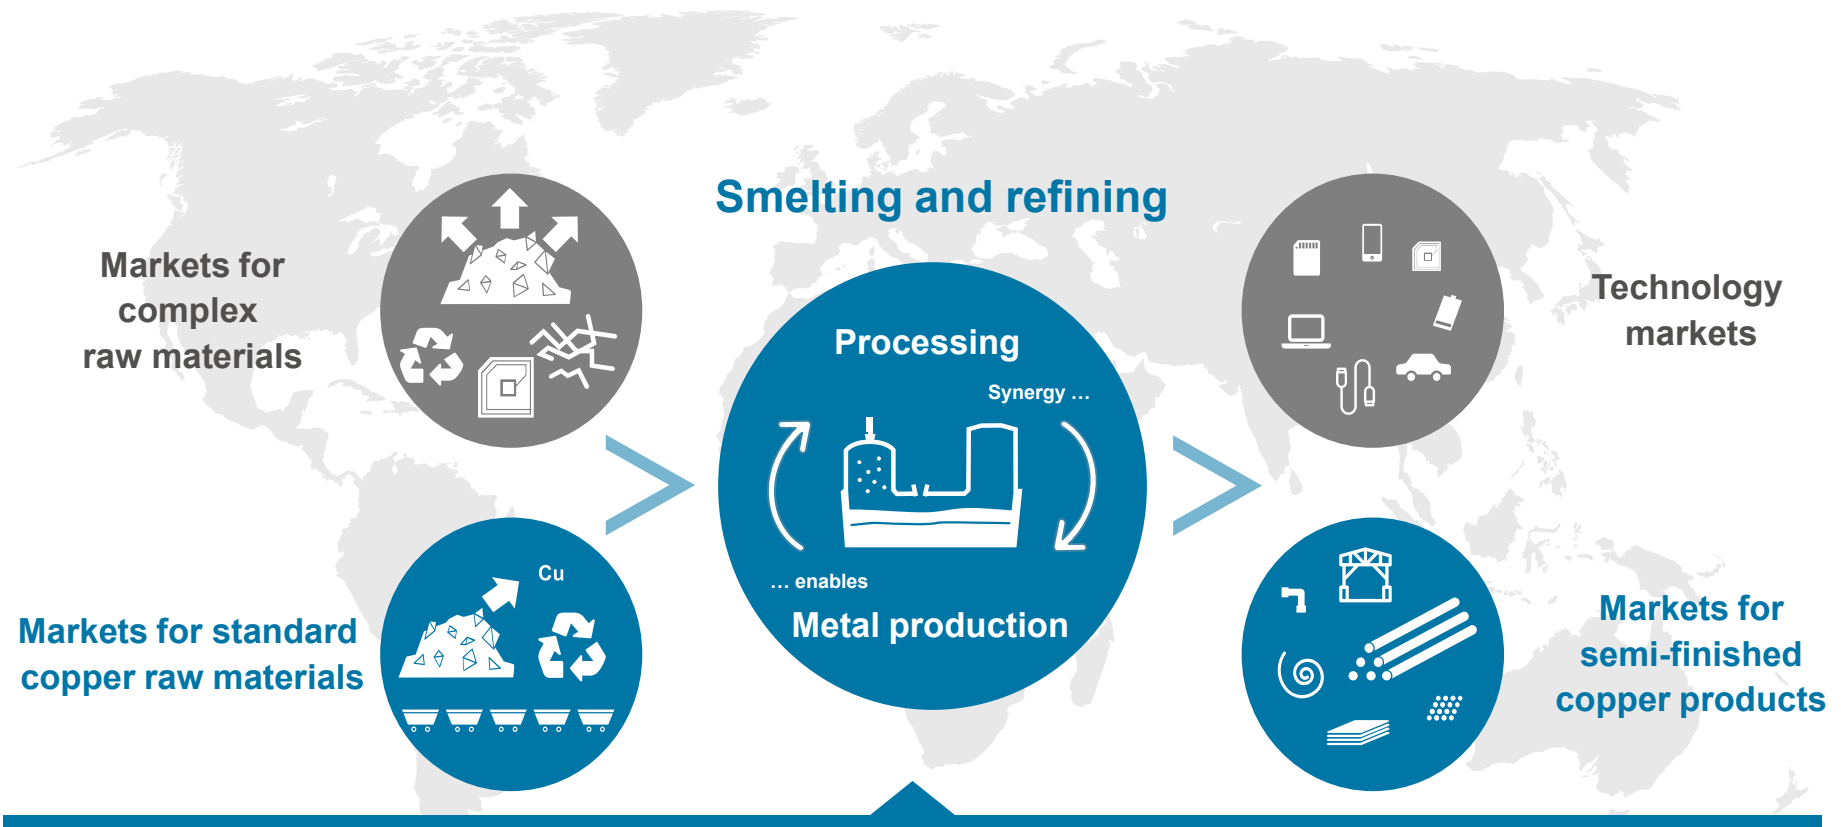 Smelting and refining
Markets for
complex
raw materials
Technology
markets
Processing
Synergy …
… enables
Metal production
Cu
Markets for standard
copper raw materials
Markets for
semi-finished
copper products